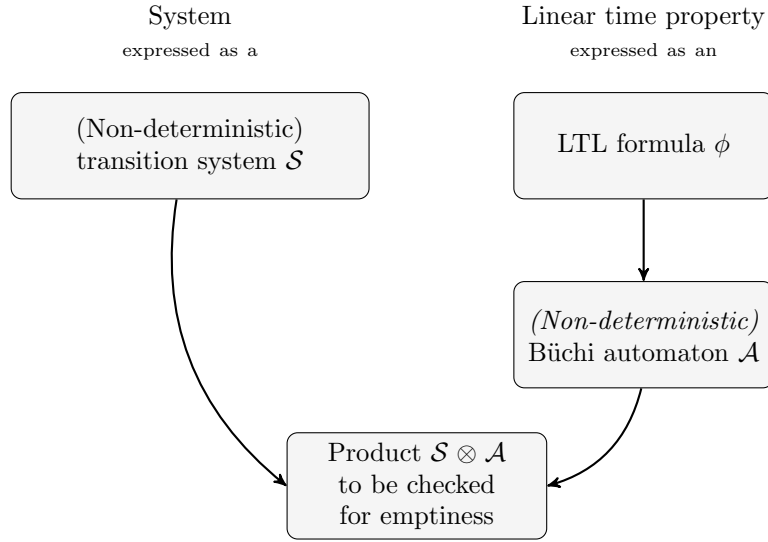 System
expressed as a
Linear time property
expressed as an
(Non-deterministic)
transition system 𝒮
LTL formula ϕ
(Non-deterministic)
Büchi automaton 𝒜
Product 𝒮 ⊗ 𝒜
to be checked
for emptiness